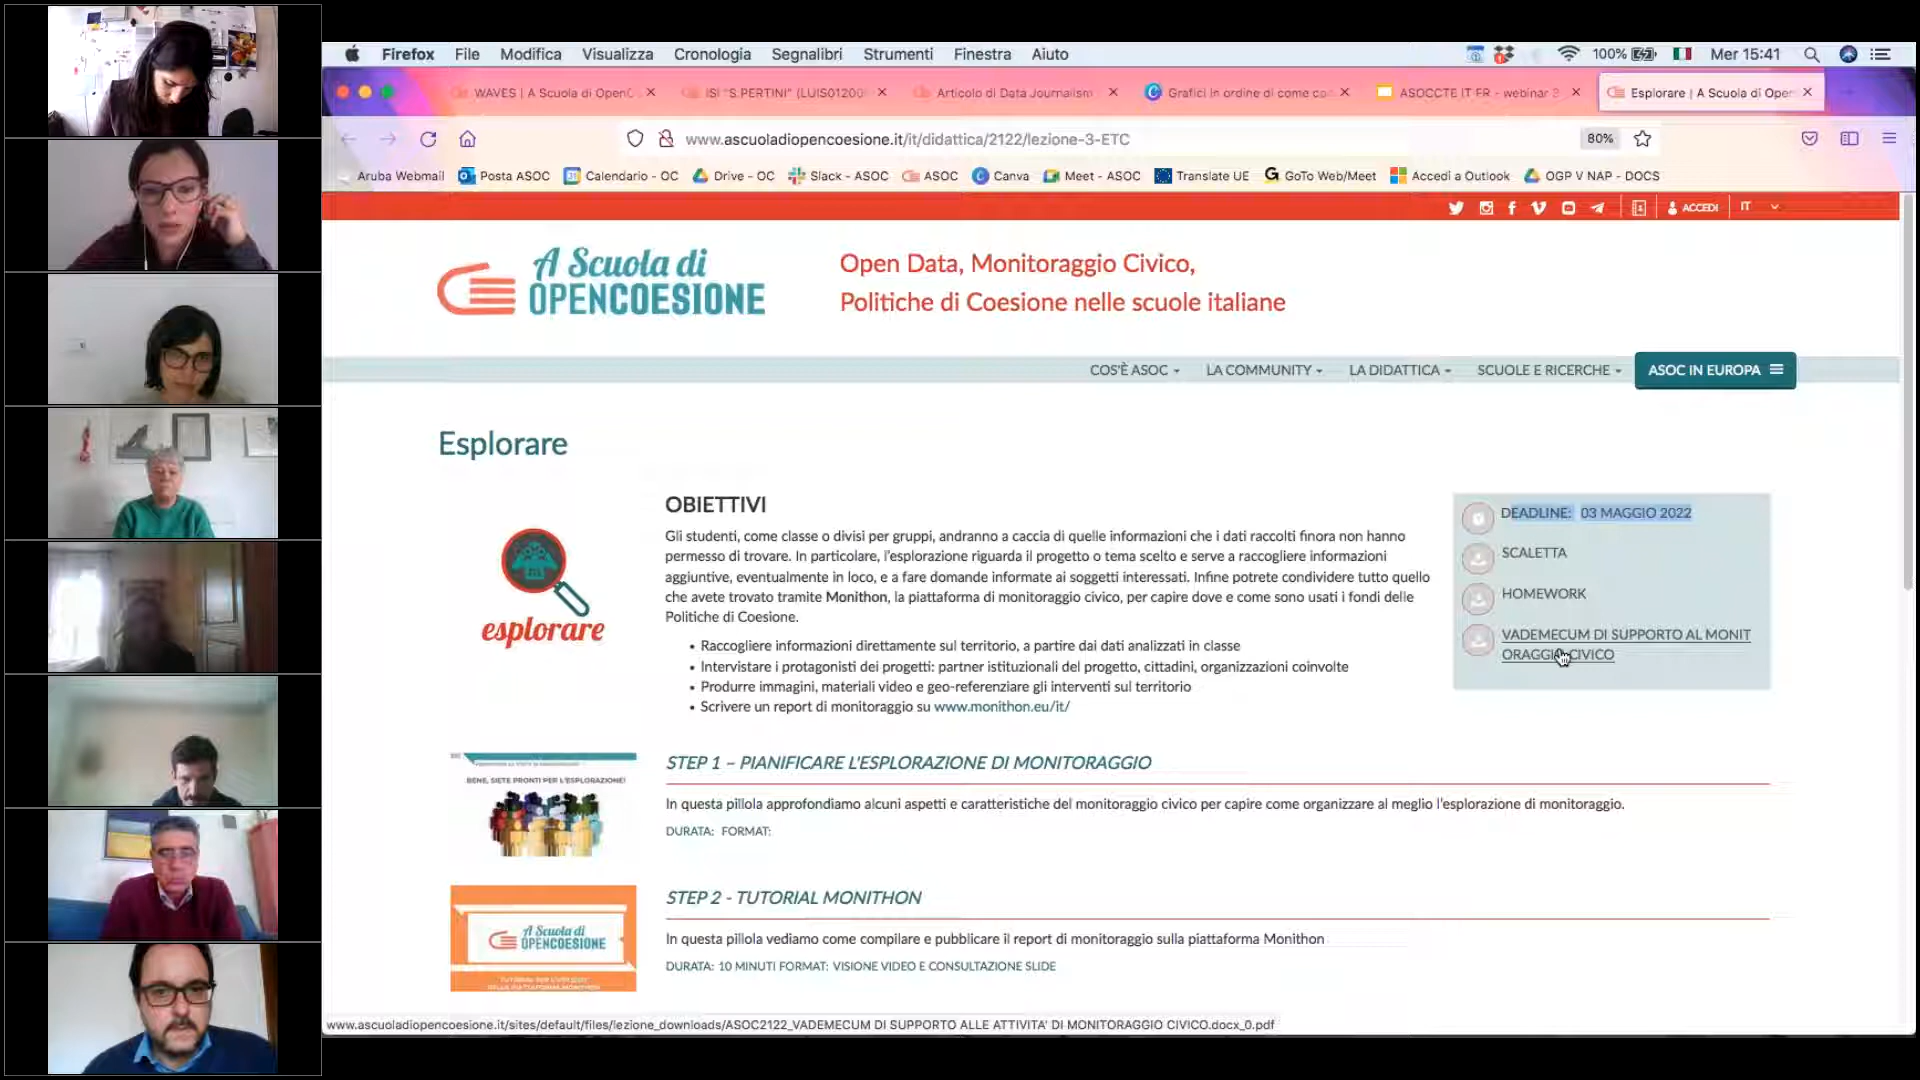 Firefox File Modifica Visualizza Cronologia Segnalibri Strumenti Finestra Aiuto 100% Mer 15:41
WAVES | A Scuola di OpenC
ISI "S.PERTINI" (LUIS01200
Articolo di Data Journalism
Grafici in ordine di come co
ASOCCTE IT FR - webinar 3
Esplorare | A Scuola di Oper
www.ascuoladiopencoesione.it/it/didattica/2122/lezione-3-ETC 80%
Aruba Webmail Posta ASOC Calendario - OC Drive - OC Slack - ASOC ASOC Canva Meet - ASOC Translate UE GoTo Web/Meet Accedi a Outlook OGP V NAP - DOCS
ACCEDI IT
A Scuola di
OPENCOESIONE
Open Data, Monitoraggio Civico,
Politiche di Coesione nelle scuole italiane
COS'È ASOC LA COMMUNITY LA DIDATTICA SCUOLE E RICERCHE ASOC IN EUROPA
Esplorare
esplorare
OBIETTIVI
Gli studenti, come classe o divisi per gruppi, andranno a caccia di quelle informazioni che i dati raccolti finora non hanno
permesso di trovare. In particolare, l'esplorazione riguarda il progetto o tema scelto e serve a raccogliere informazioni
aggiuntive, eventualmente in loco, e a fare domande informate ai soggetti interessati. Infine potrete condividere tutto quello
che avete trovato tramite Monithon, la piattaforma di monitoraggio civico, per capire dove e come sono usati i fondi delle
Politiche di Coesione.
• Raccogliere informazioni direttamente sul territorio, a partire dai dati analizzati in classe
• Intervistare i protagonisti dei progetti: partner istituzionali del progetto, cittadini, organizzazioni coinvolte
• Produrre immagini, materiali video e geo-referenziare gli interventi sul territorio
• Scrivere un report di monitoraggio su www.monithon.eu/it/
DEADLINE: 03 MAGGIO 2022
SCALETTA
HOMEWORK
VADEMECUM DI SUPPORTO AL MONIT
ORAGGIO CIVICO
BENE, SIETE PRONTI PER L'ESPLORAZIONE!
STEP 1 – PIANIFICARE L'ESPLORAZIONE DI MONITORAGGIO
In questa pillola approfondiamo alcuni aspetti e caratteristiche del monitoraggio civico per capire come organizzare al meglio l'esplorazione di monitoraggio.
DURATA: FORMAT:
A Scuola di
OPENCOESIONE
STEP 2 - TUTORIAL MONITHON
In questa pillola vediamo come compilare e pubblicare il report di monitoraggio sulla piattaforma Monithon
DURATA: 10 MINUTI FORMAT: VISIONE VIDEO E CONSULTAZIONE SLIDE
www.ascuoladiopencoesione.it/sites/default/files/lezione_downloads/ASOC2122_VADEMECUM DI SUPPORTO ALLE ATTIVITA' DI MONITORAGGIO CIVICO.docx_0.pdf